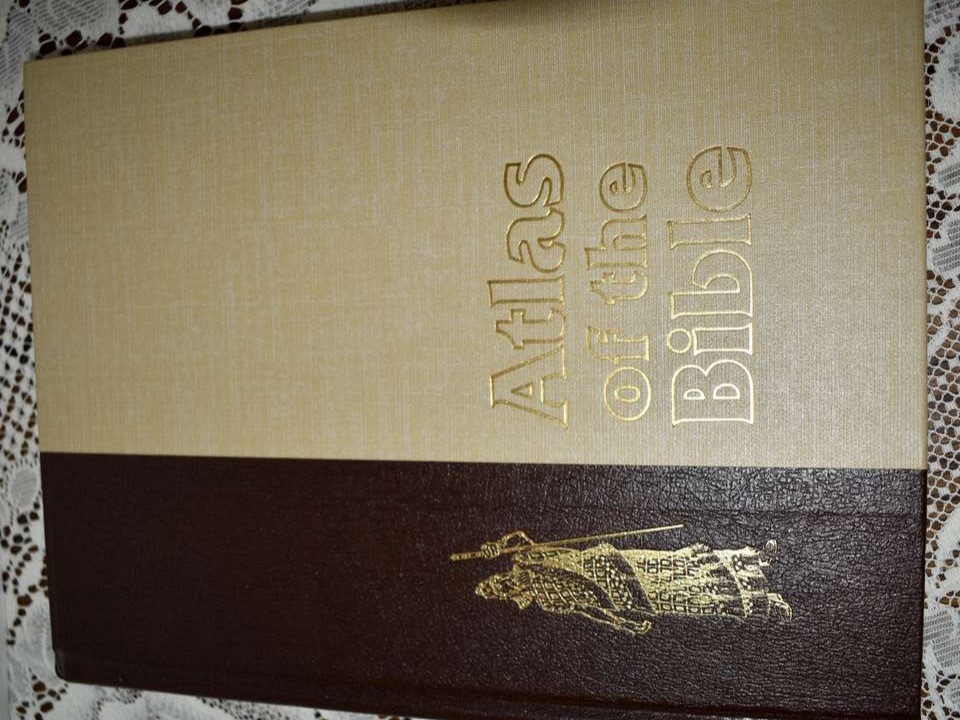 Atlas
of the
Bible